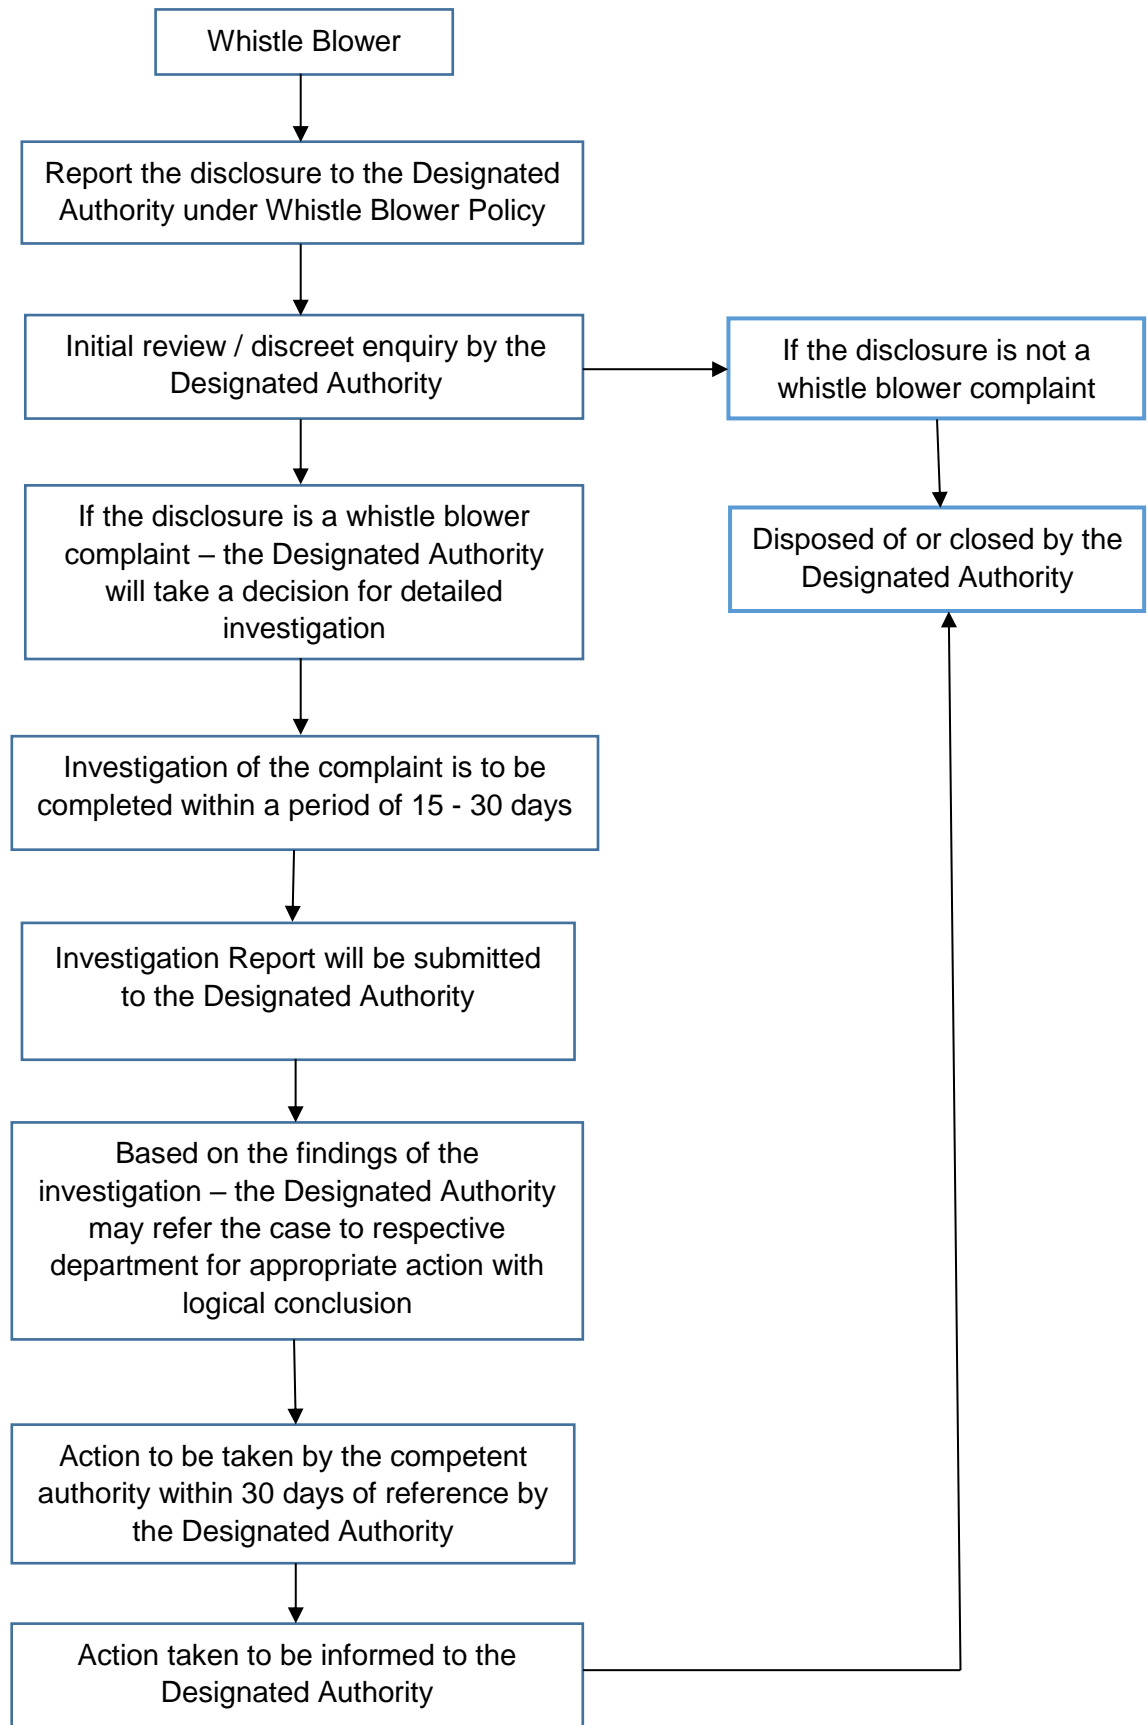 Whistle Blower
Report the disclosure to the Designated
Authority under Whistle Blower Policy
Initial review / discreet enquiry by the
Designated Authority
If the disclosure is not a
whistle blower complaint
If the disclosure is a whistle blower
complaint – the Designated Authority
will take a decision for detailed
investigation
Disposed of or closed by the
Designated Authority
Investigation of the complaint is to be
completed within a period of 15 - 30 days
Investigation Report will be submitted
to the Designated Authority
Based on the findings of the
investigation – the Designated Authority
may refer the case to respective
department for appropriate action with
logical conclusion
Action to be taken by the competent
authority within 30 days of reference by
the Designated Authority
Action taken to be informed to the
Designated Authority